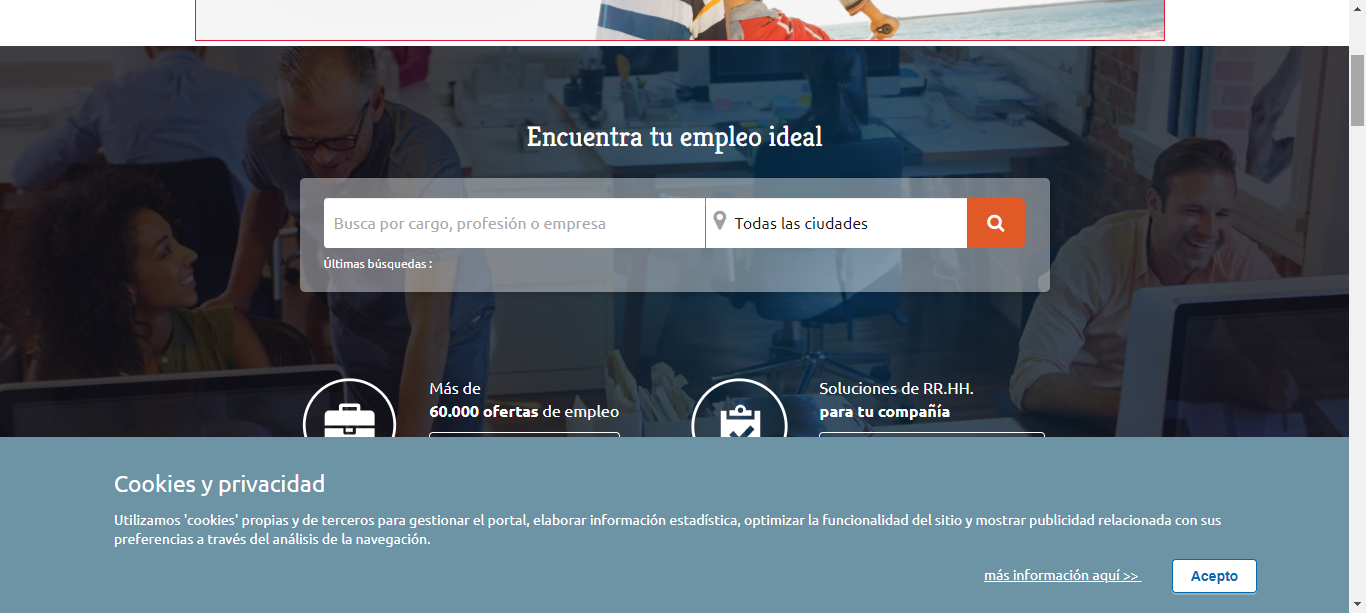 Encuentra tu empleo ideal
Busca por cargo, profesión o empresa
Todas las ciudades
Últimas búsquedas :
Más de
60.000 ofertas de empleo
Soluciones de RR.HH.
para tu compañía
Cookies y privacidad
Utilizamos 'cookies' propias y de terceros para gestionar el portal, elaborar información estadística, optimizar la funcionalidad del sitio y mostrar publicidad relacionada con sus
preferencias a través del análisis de la navegación.
más información aquí >>
Acepto